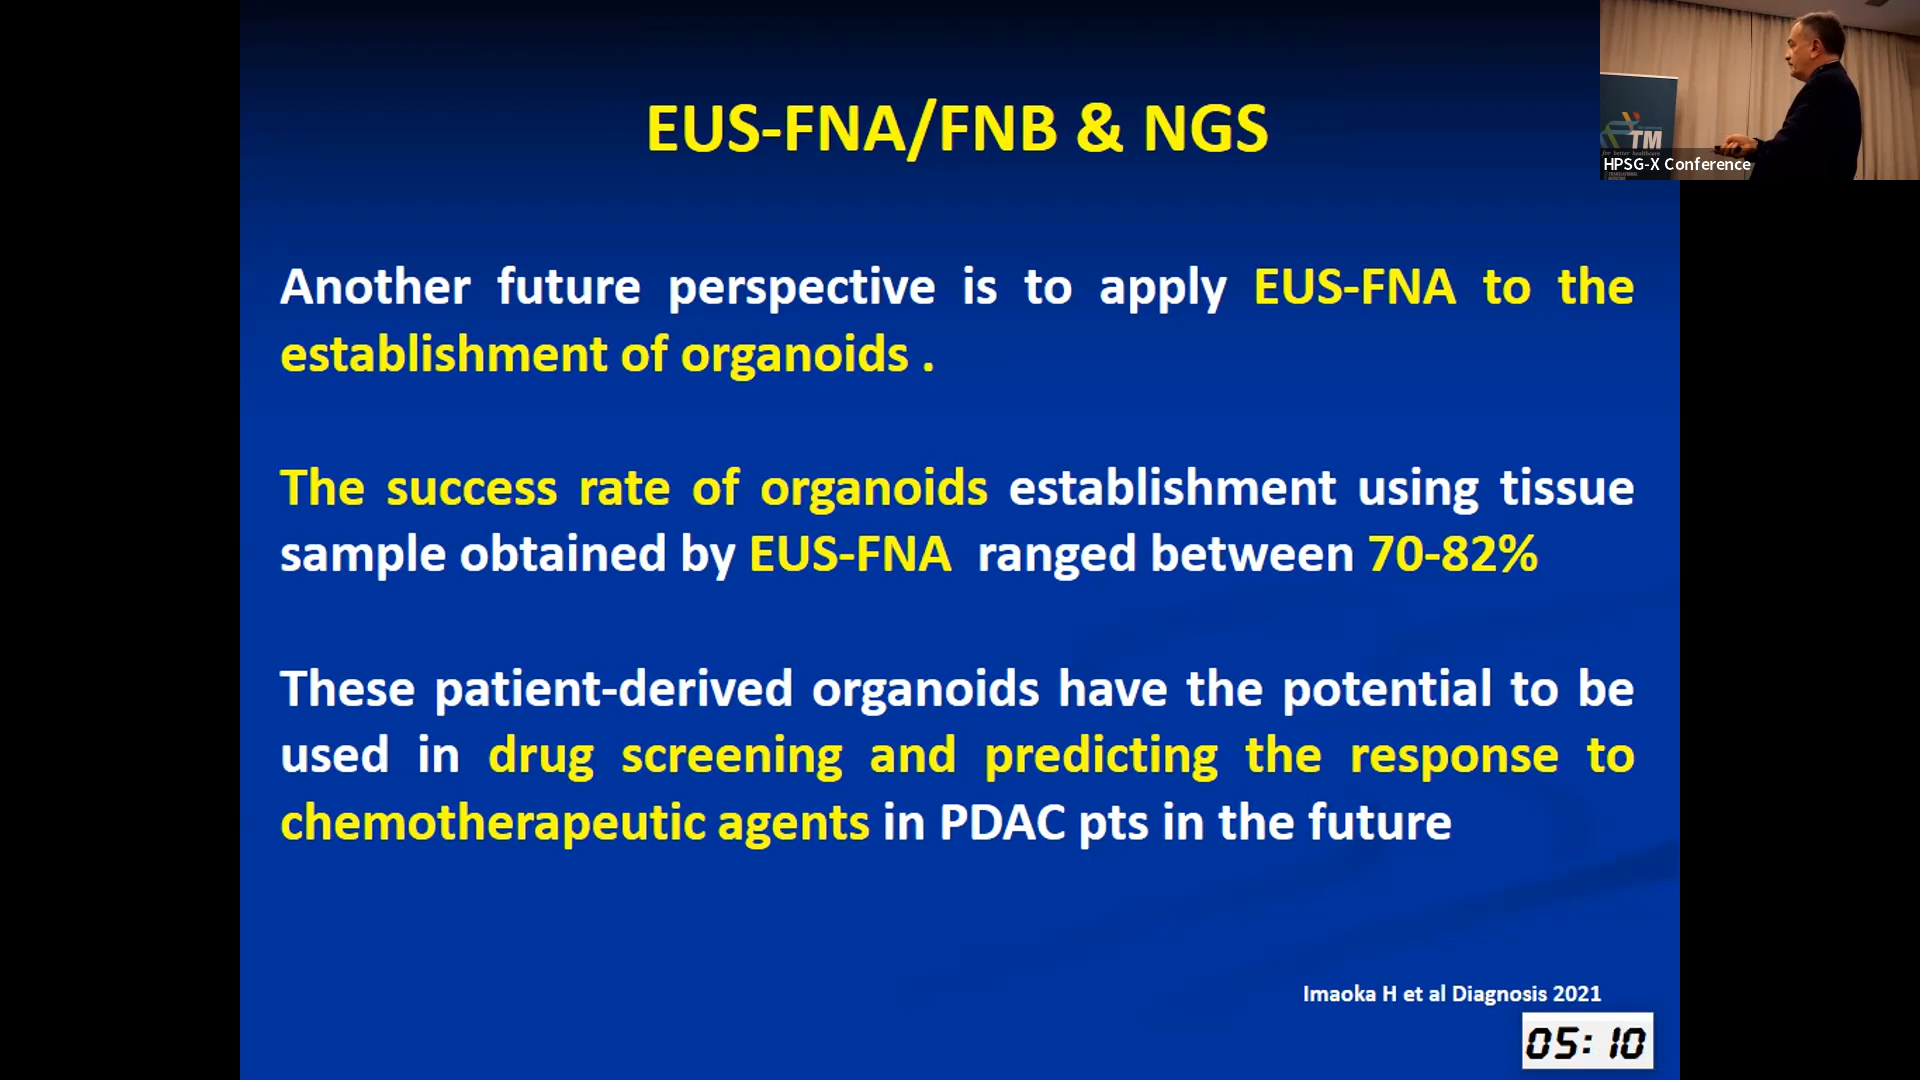 EUS-FNA/FNB & NGS
Another future perspective is to apply EUS-FNA to the
establishment of organoids .
The success rate of organoids establishment using tissue
sample obtained by EUS-FNA ranged between 70-82%
These patient-derived organoids have the potential to be
used in drug screening and predicting the response to
chemotherapeutic agents in PDAC pts in the future
Imaoka H et al Diagnosis 2021
05:10
TM
for better healthcare
HPSG-X Conference